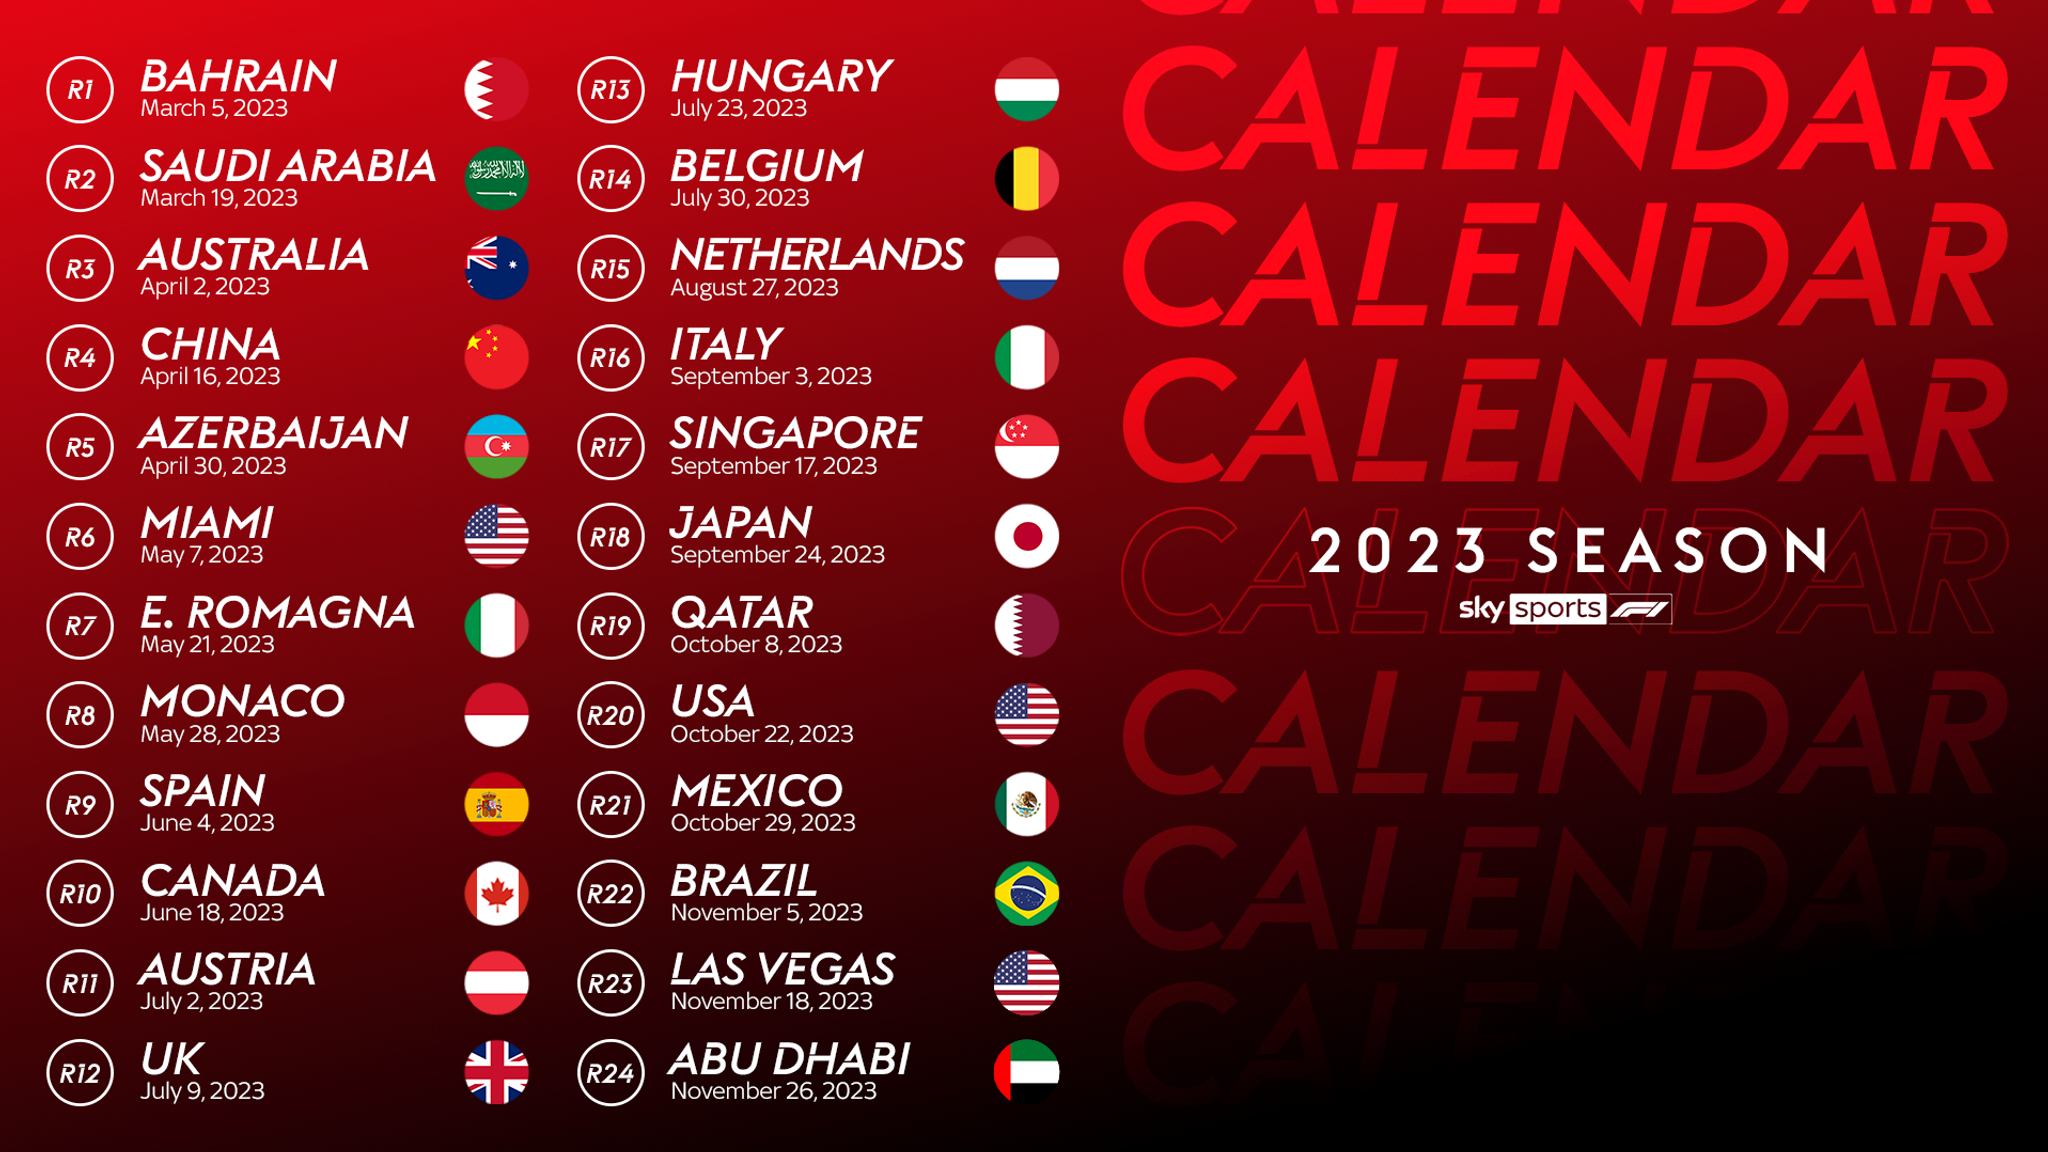 R1
BAHRAIN
March 5, 2023
R2
SAUDI ARABIA
March 19, 2023
R3
AUSTRALIA
April 2, 2023
R4
CHINA
April 16, 2023
R5
AZERBAIJAN
April 30, 2023
R6
MIAMI
May 7, 2023
R7
E. ROMAGNA
May 21, 2023
R8
MONACO
May 28, 2023
R9
SPAIN
June 4, 2023
R10
CANADA
June 18, 2023
R11
AUSTRIA
July 2, 2023
R12
UK
July 9, 2023
R13
HUNGARY
July 23, 2023
R14
BELGIUM
July 30, 2023
R15
NETHERLANDS
August 27, 2023
R16
ITALY
September 3, 2023
R17
SINGAPORE
September 17, 2023
R18
JAPAN
September 24, 2023
R19
QATAR
October 8, 2023
R20
USA
October 22, 2023
R21
MEXICO
October 29, 2023
R22
BRAZIL
November 5, 2023
R23
LAS VEGAS
November 18, 2023
R24
ABU DHABI
November 26, 2023
CALENDAR
CALENDAR
CALENDAR
CALENDAR
CALENDAR
2023 SEASON
sky sports F1
CALENDAR
CALENDAR
CALEN